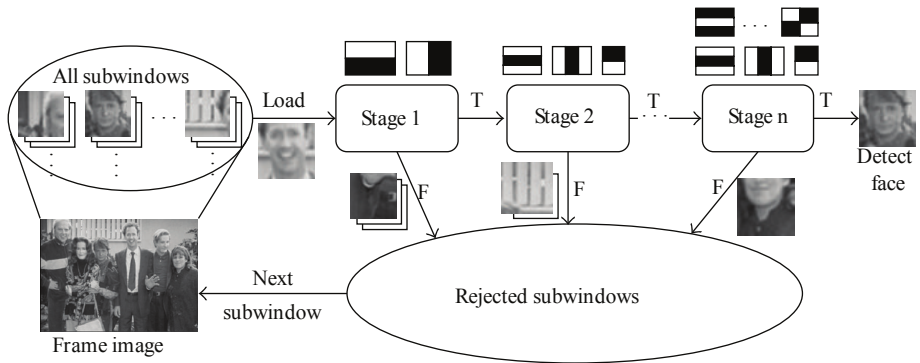 All subwindows
Load
Stage 1
T
Stage 2
T
Stage n
T
Detect
face
F
F
F
Rejected subwindows
Next
subwindow
Frame image